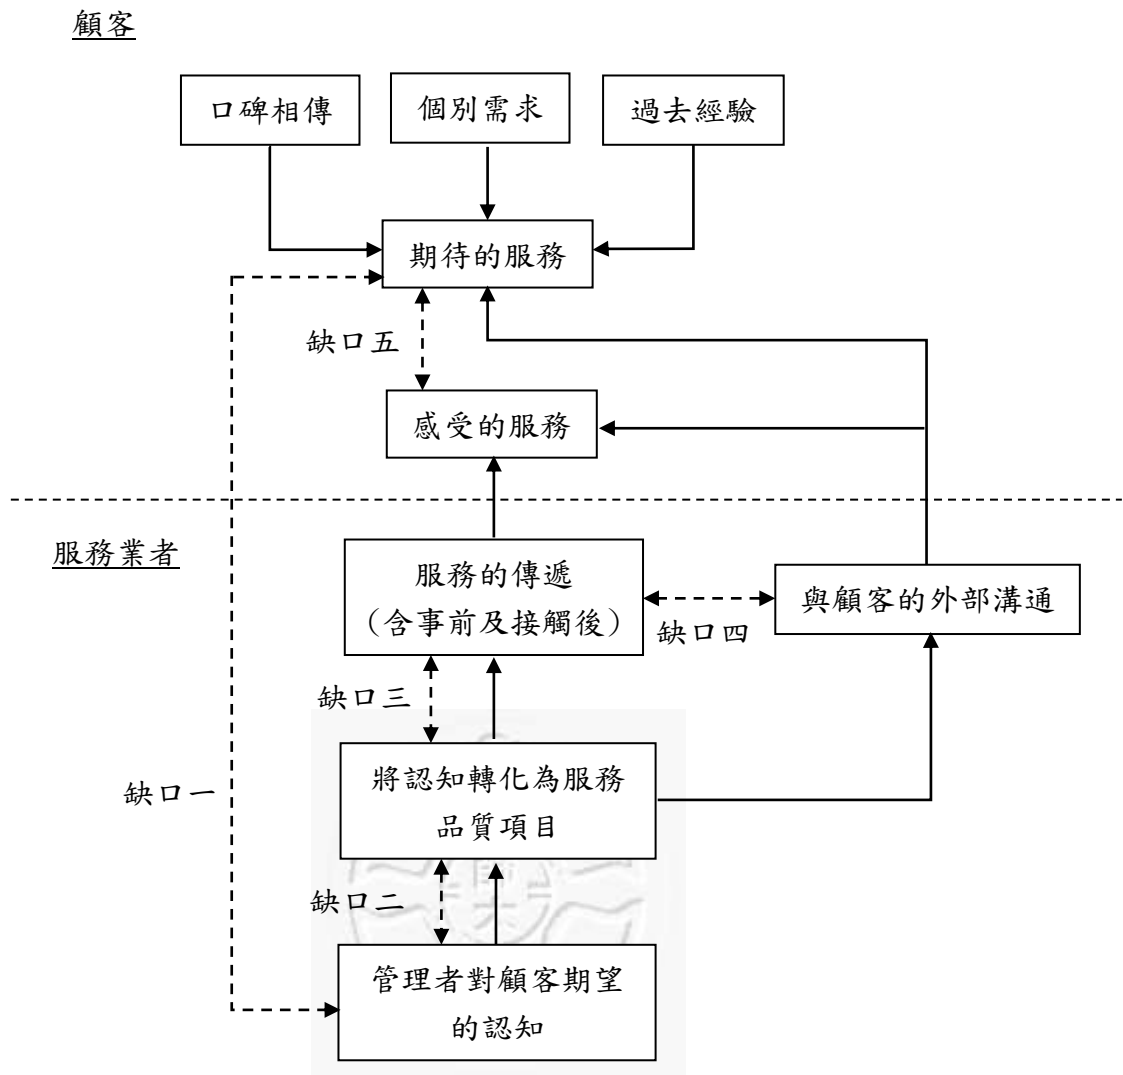 顧客
口碑相傳
個別需求
過去經驗
期待的服務
缺口五
感受的服務
服務業者
服務的傳遞
（含事前及接觸後）
與顧客的外部溝通
缺口四
缺口三
將認知轉化為服務
品質項目
缺口一
缺口二
管理者對顧客期望
的認知